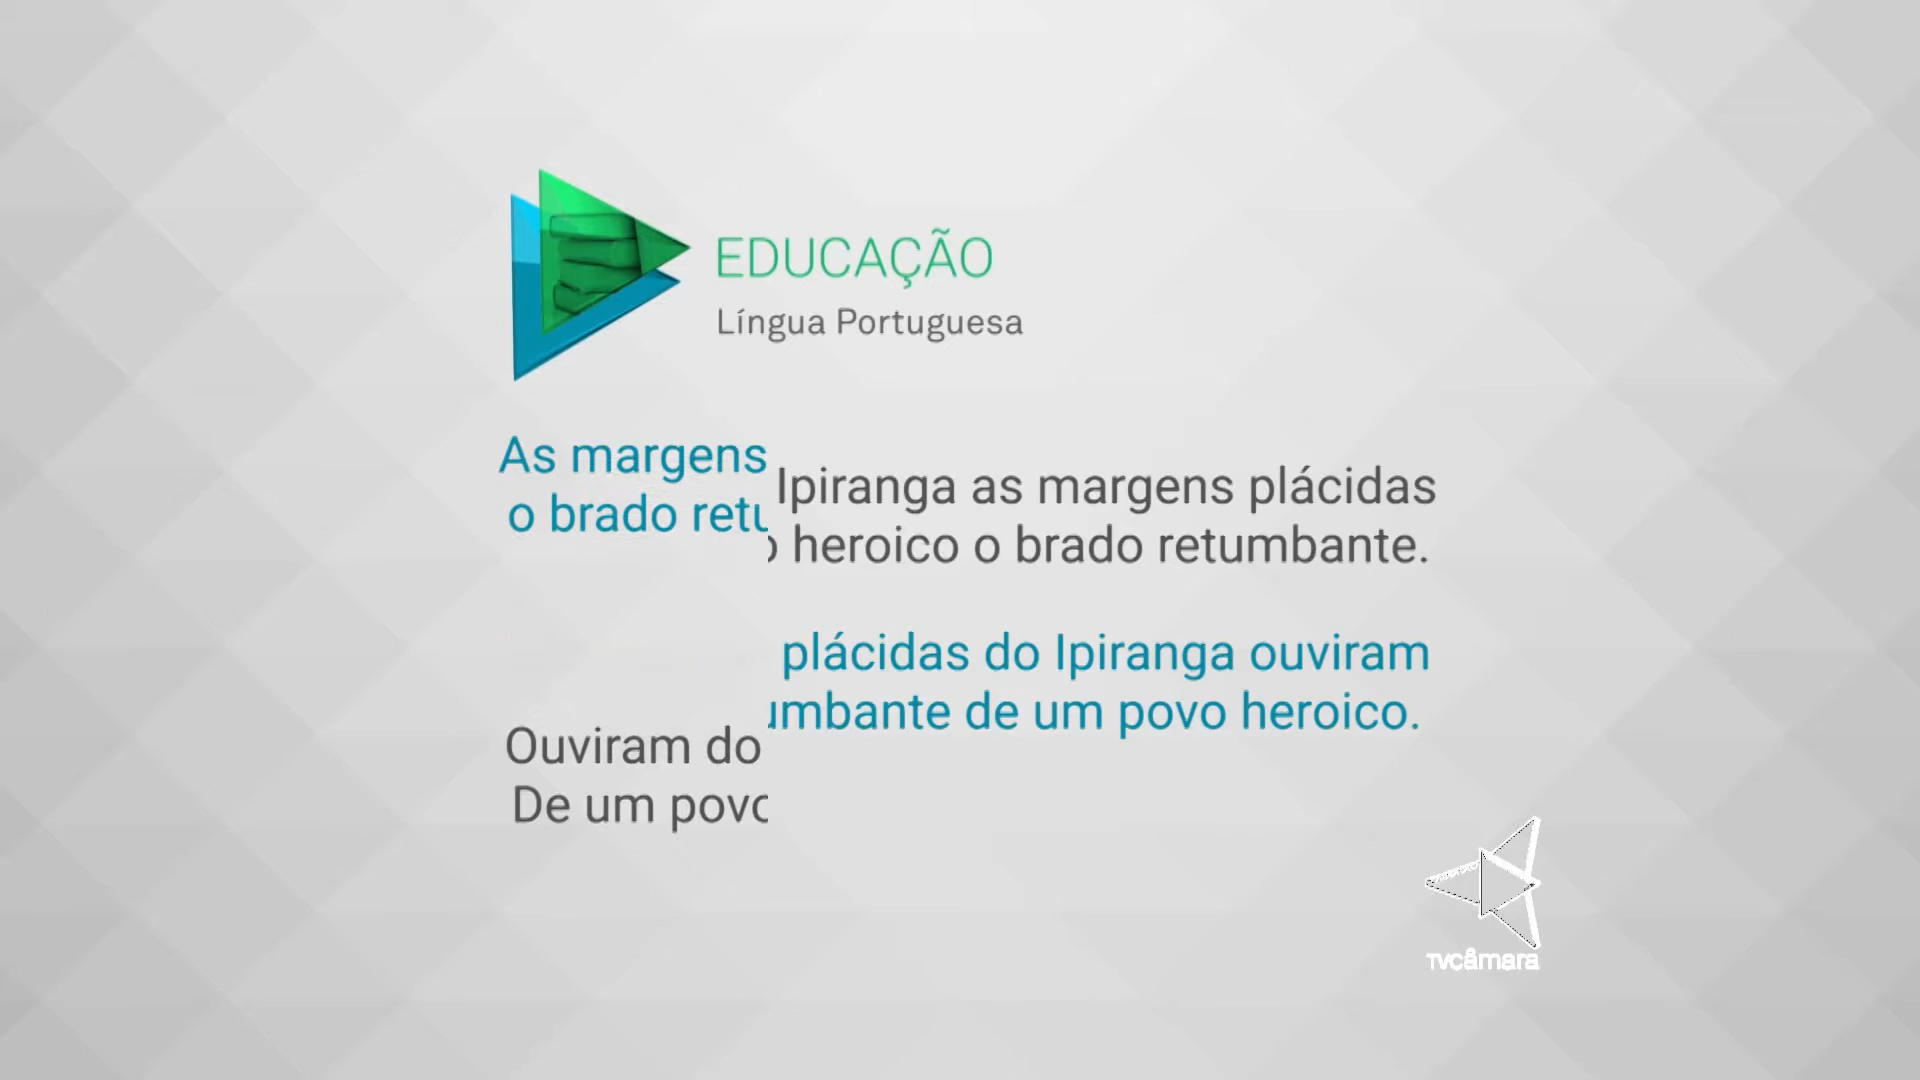 EDUCAÇÃO
Língua Portuguesa
As margens
o brado retu
Ipiranga as margens plácidas
o heroico o brado retumbante.
plácidas do Ipiranga ouviram
umbante de um povo heroico.
Ouviram do
De um povo
TVCâmara